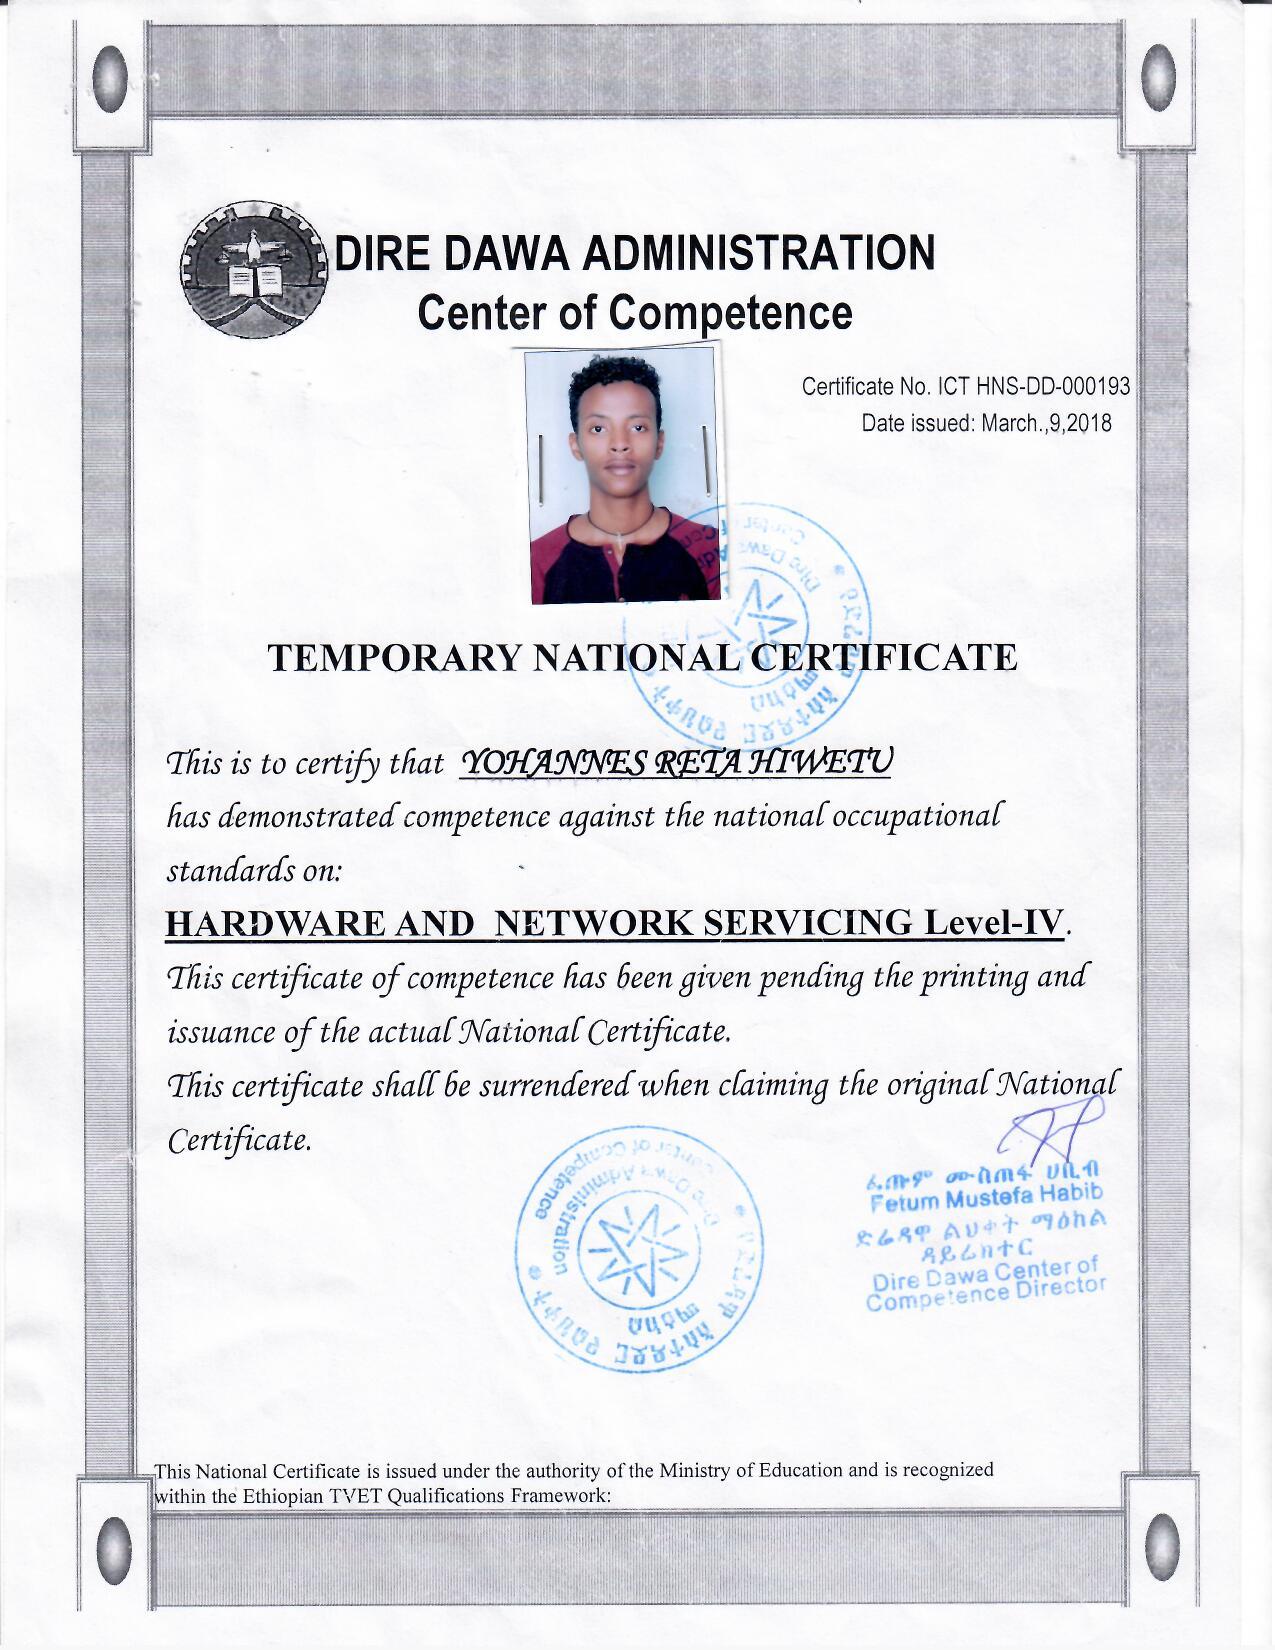 DIRE DAWA ADMINISTRATION
Center of Competence
Certificate No. ICT HNS-DD-000193
Date issued: March.,9,2018
TEMPORARY NATIONAL CERTIFICATE
This is to certify that YOHANNES RETA HIWETU
has demonstrated competence against the national occupational
standards on:
HARDWARE AND NETWORK SERVICING Level-IV.
This certificate of competence has been given pending the printing and
issuance of the actual National Certificate.
This certificate shall be surrendered when claiming the original National
Certificate.
Dire Dawa Administration
Center of Competence
ፈጡም ሙስጠፋ ሀቢብ
Fetum Mustefa Habib
ድሬዳዋ ልህቀት ማዕከል
ዳይሬክተር
Dire Dawa Center of
Competence Director
This National Certificate is issued under the authority of the Ministry of Education and is recognized
within the Ethiopian TVET Qualifications Framework: